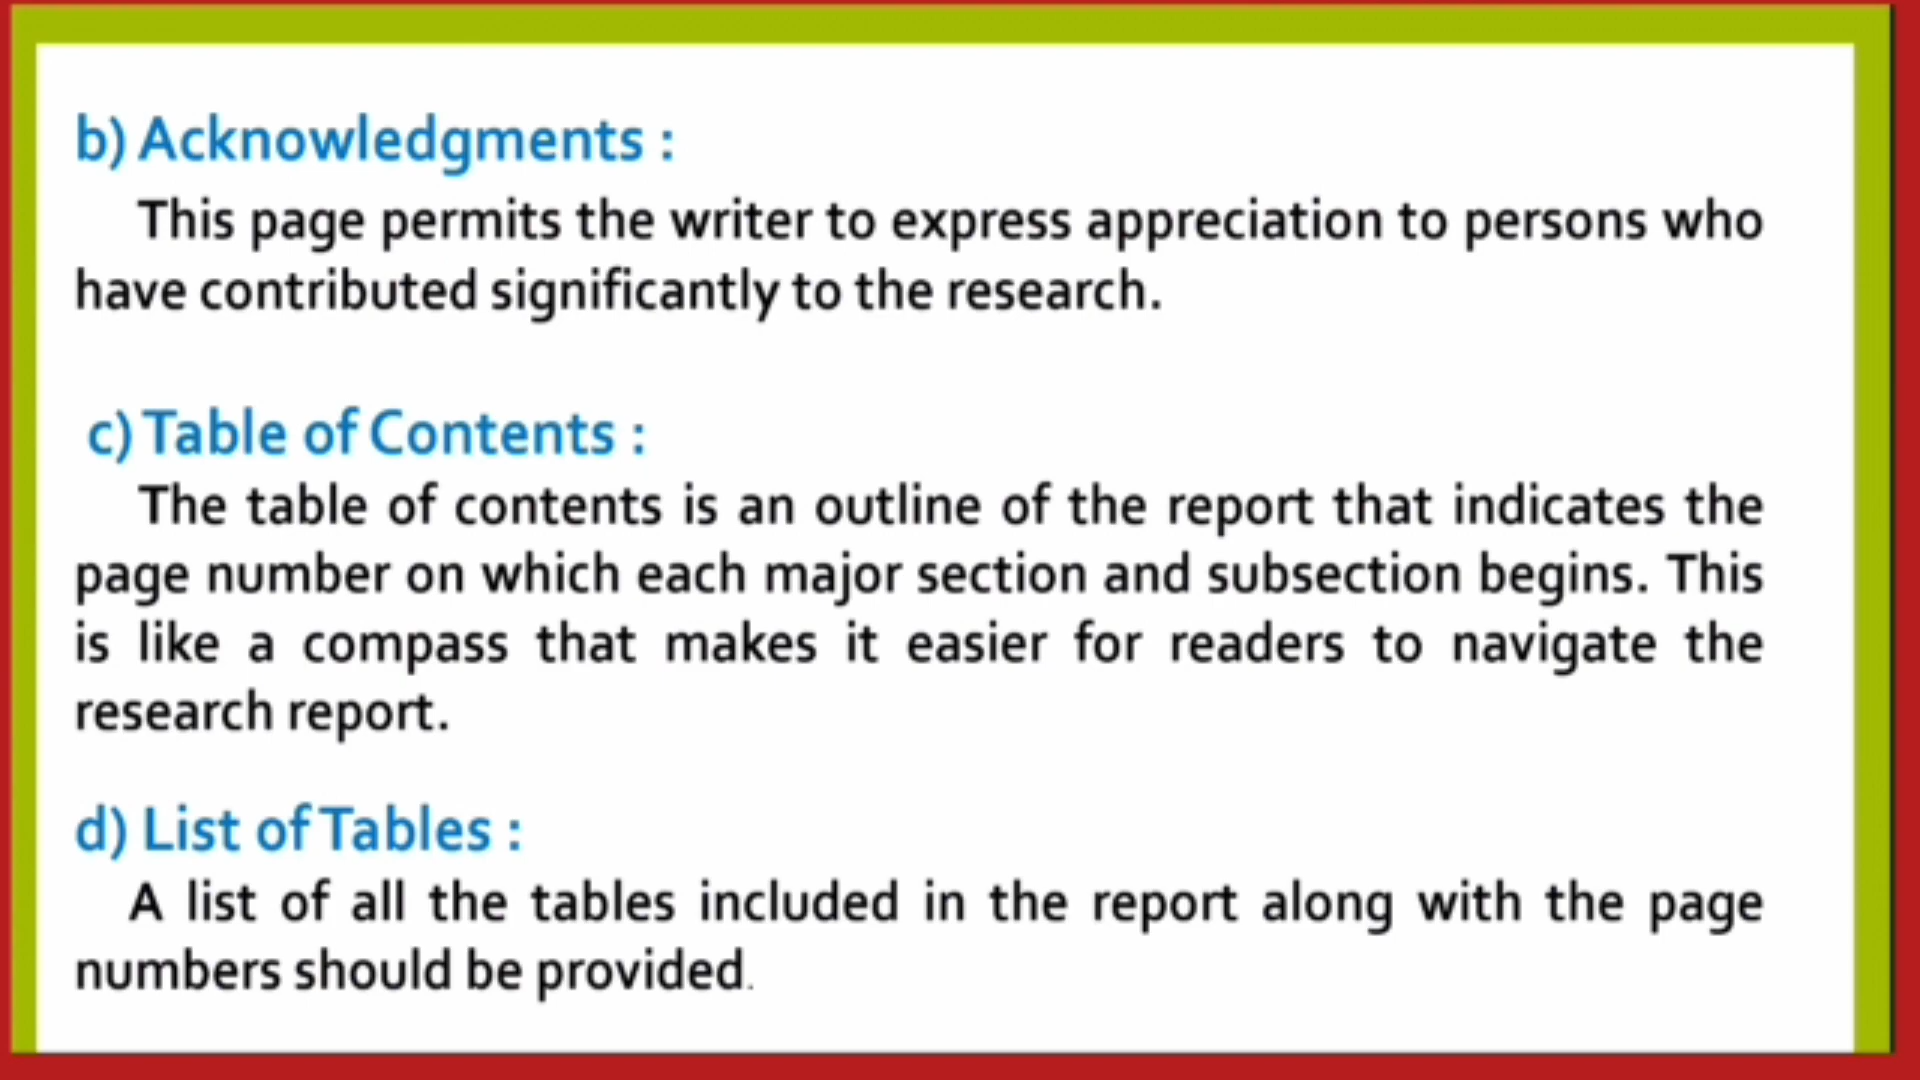 b) Acknowledgments :
This page permits the writer to express appreciation to persons who
have contributed significantly to the research.
c) Table of Contents :
The table of contents is an outline of the report that indicates the
page number on which each major section and subsection begins. This
is like a compass that makes it easier for readers to navigate the
research report.
d) List of Tables :
A list of all the tables included in the report along with the page
numbers should be provided.